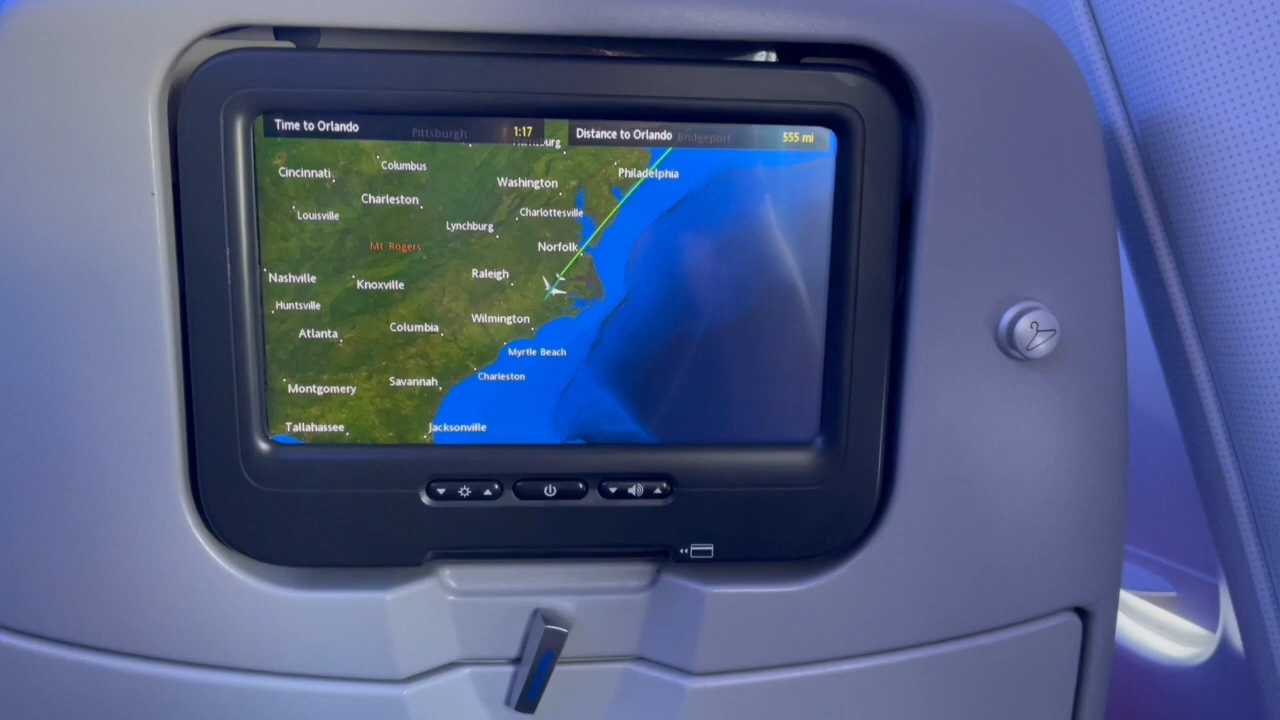 Time to Orlando 1:17 Distance to Orlando 555 mi
Pittsburgh Bridgeport
Columbus
Cincinnati Washington Philadelphia
Charleston
Louisville Charlottesville
Lynchburg
Mt Rogers Norfolk
Nashville Knoxville Raleigh
Huntsville
Atlanta Columbia Wilmington
Myrtle Beach
Montgomery Savannah Charleston
Tallahassee Jacksonville